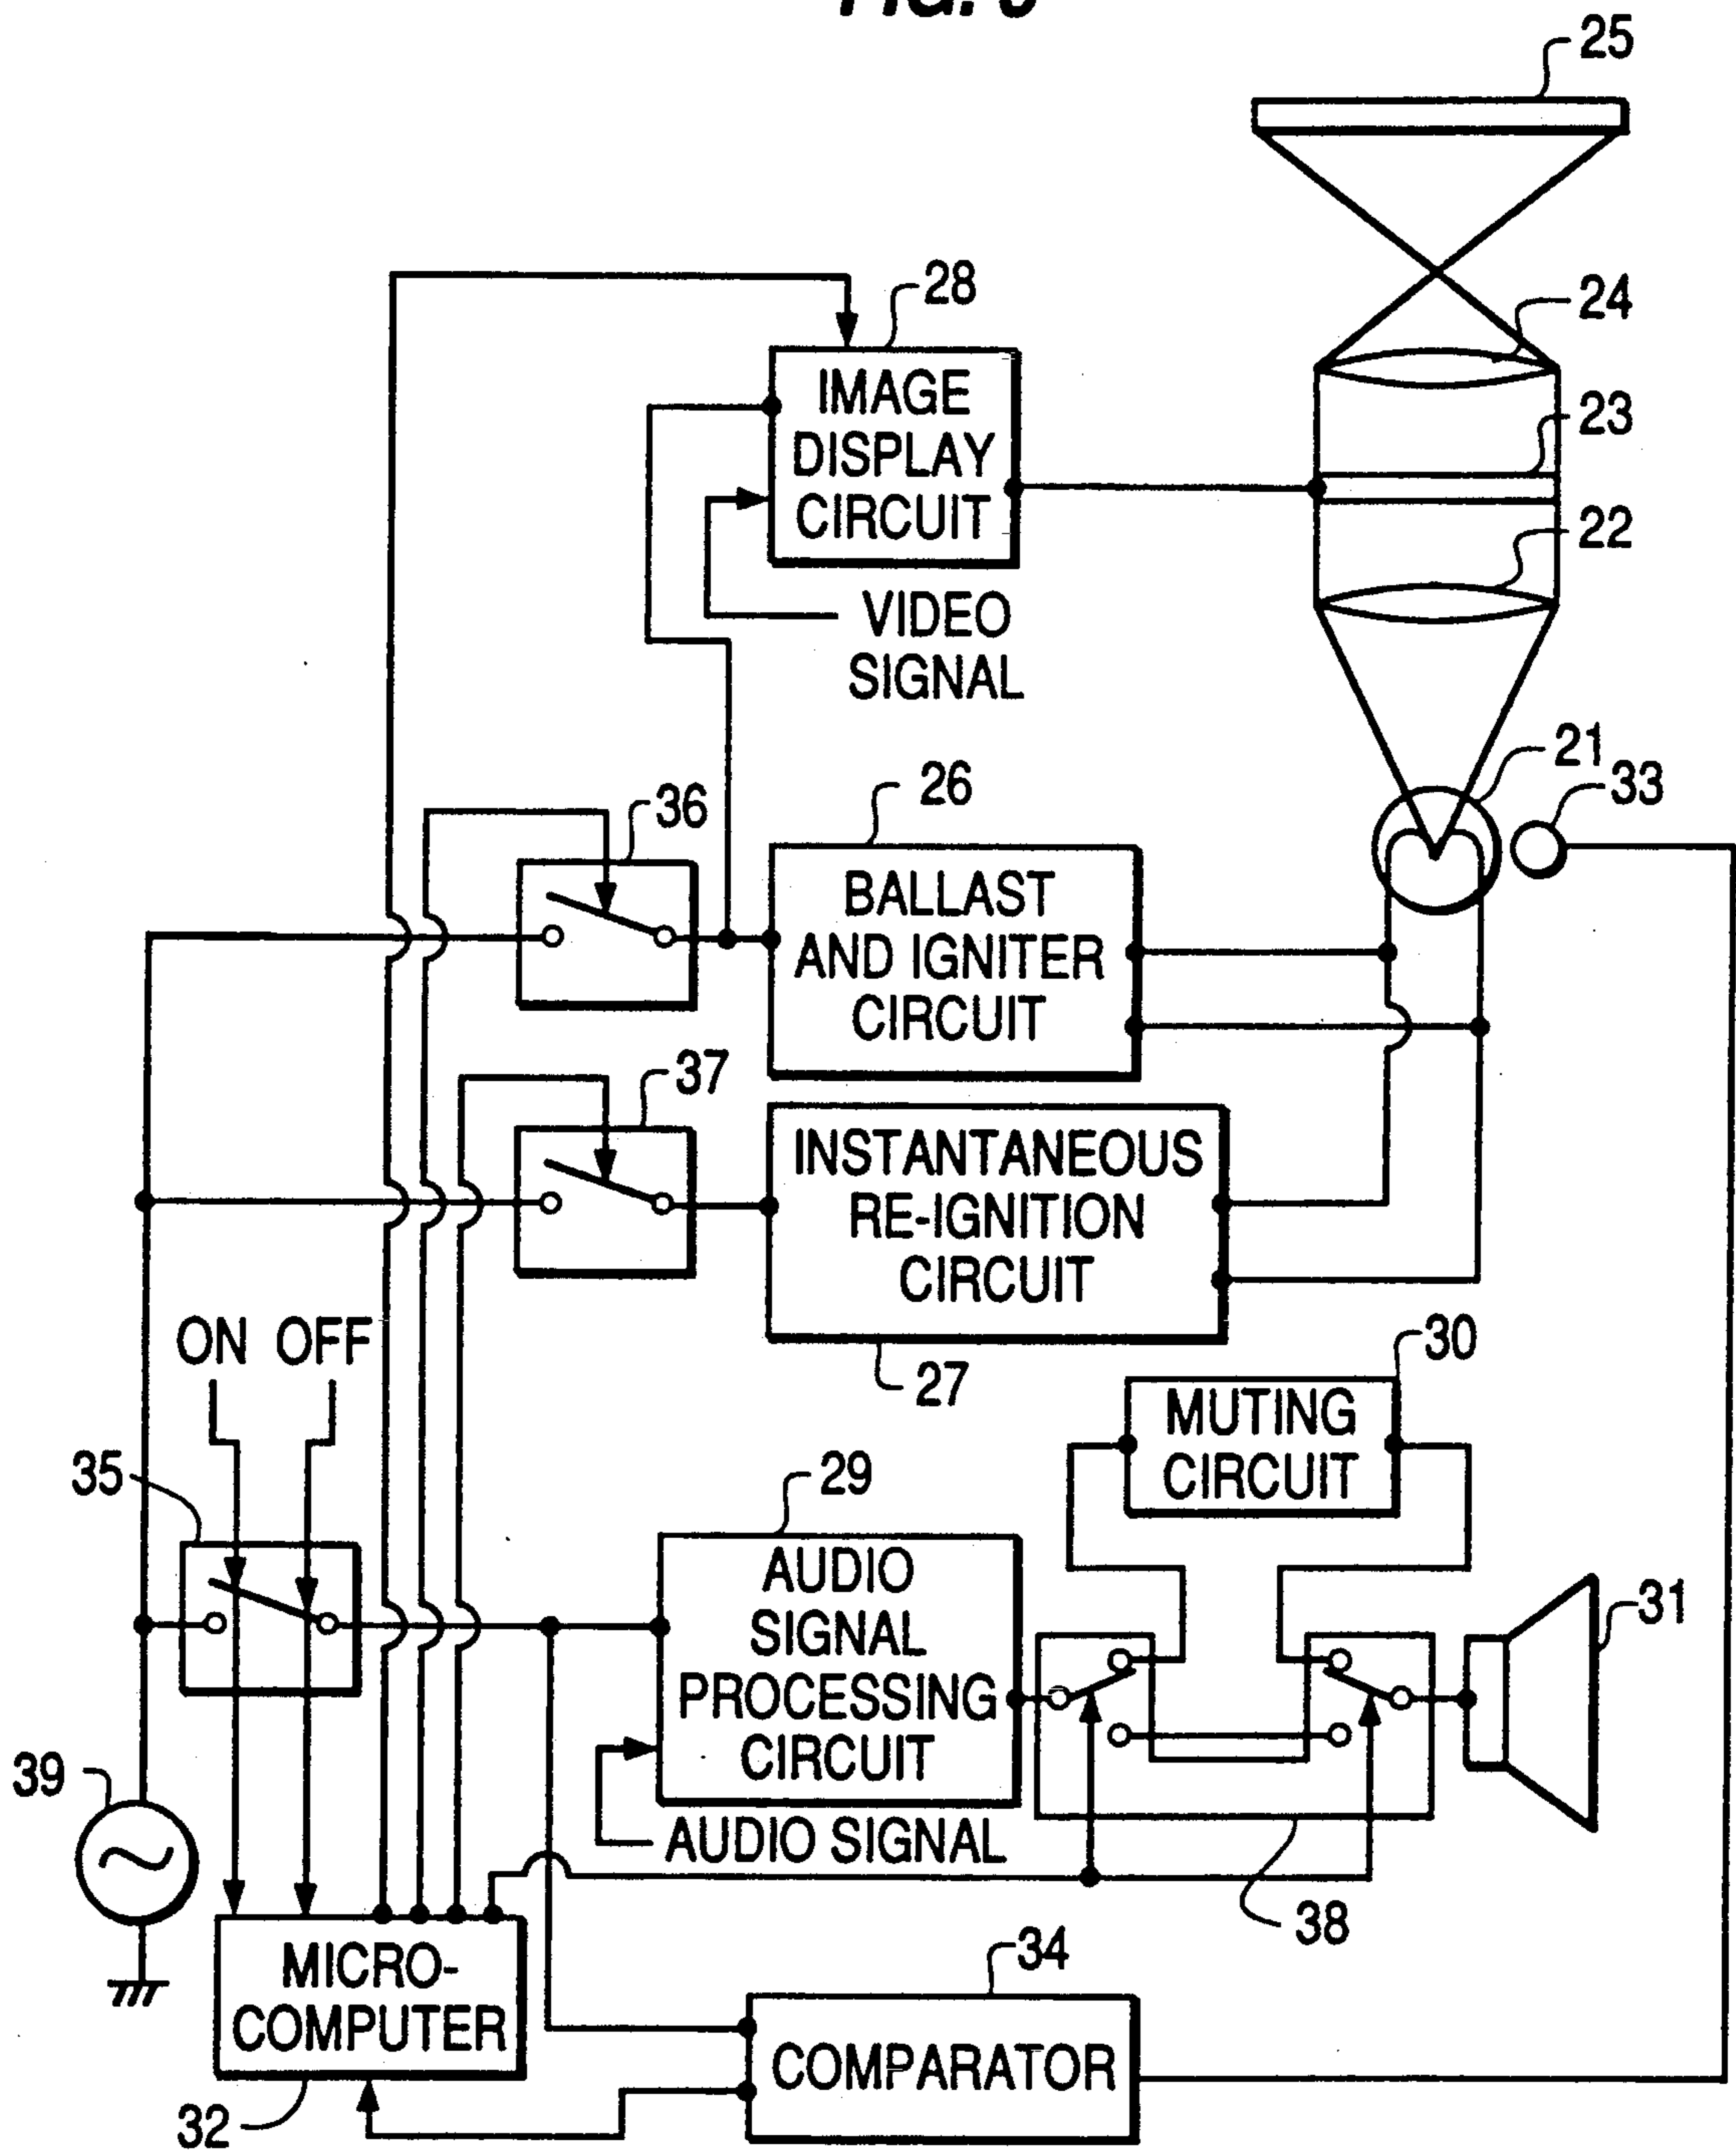 25
28
24
IMAGE
DISPLAY
CIRCUIT
23
22
VIDEO
SIGNAL
21
33
26
36
BALLAST
AND IGNITER
CIRCUIT
37
INSTANTANEOUS
RE-IGNITION
CIRCUIT
ON OFF
27
30
MUTING
CIRCUIT
35
29
AUDIO
SIGNAL
PROCESSING
CIRCUIT
31
39
AUDIO SIGNAL
38
MICRO-
COMPUTER
34
COMPARATOR
32